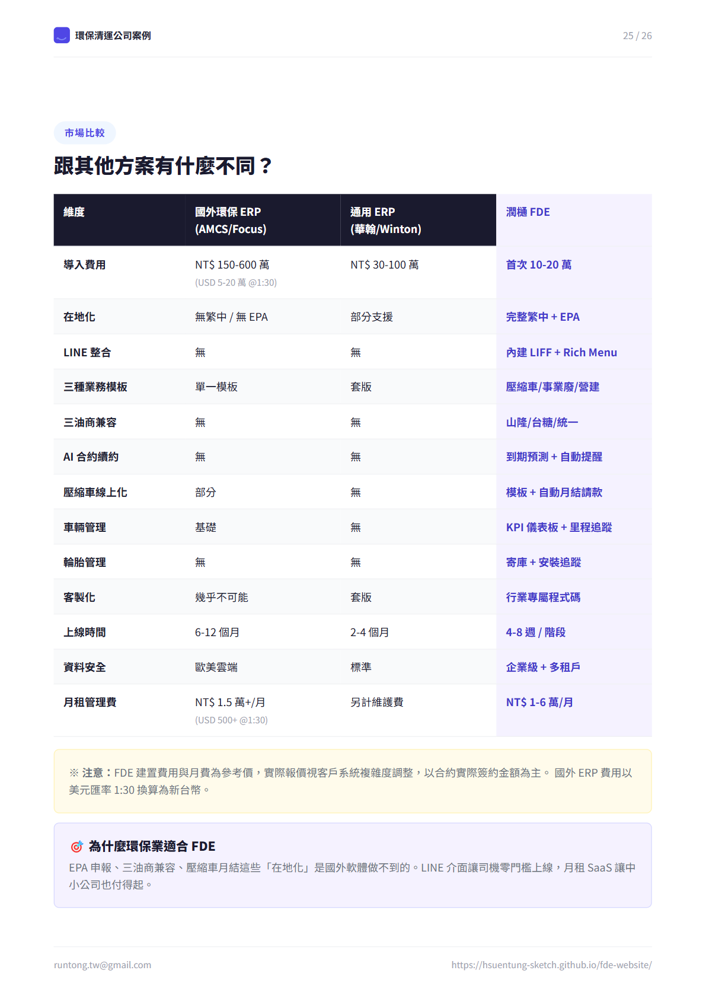 環保清運公司案例
25 / 26
市場比較
跟其他方案有什麼不同？
維度
國外環保 ERP
(AMCS/Focus)
通用 ERP
(華翰/Winton)
潤樋 FDE
導入費用
NT$ 150-600 萬
(USD 5-20 萬 @1:30)
NT$ 30-100 萬
首次 10-20 萬
在地化
無繁中 / 無 EPA
部分支援
完整繁中 + EPA
LINE 整合
無
無
內建 LIFF + Rich Menu
三種業務模板
單一模板
套版
壓縮車/事業廢/營建
三油商兼容
無
無
山隆/台糖/統一
AI 合約續約
無
無
到期預測 + 自動提醒
壓縮車線上化
部分
無
模板 + 自動月結請款
車輛管理
基礎
無
KPI 儀表板 + 里程追蹤
輪胎管理
無
無
寄庫 + 安裝追蹤
客製化
幾乎不可能
套版
行業專屬程式碼
上線時間
6-12 個月
2-4 個月
4-8 週 / 階段
資料安全
歐美雲端
標準
企業級 + 多租戶
月租管理費
NT$ 1.5 萬+/月
(USD 500+ @1:30)
另計維護費
NT$ 1-6 萬/月
※ 注意：FDE 建置費用與月費為參考價，實際報價視客戶系統複雜度調整，以合約實際簽約金額為主。 國外 ERP 費用以
美元匯率 1:30 換算為新台幣。
🎯 為什麼環保業適合 FDE
EPA 申報、三油商兼容、壓縮車月結這些「在地化」是國外軟體做不到的。LINE 介面讓司機零門檻上線，月租 SaaS 讓中
小公司也付得起。
runtong.tw@gmail.com
https://hsuentung-sketch.github.io/fde-website/